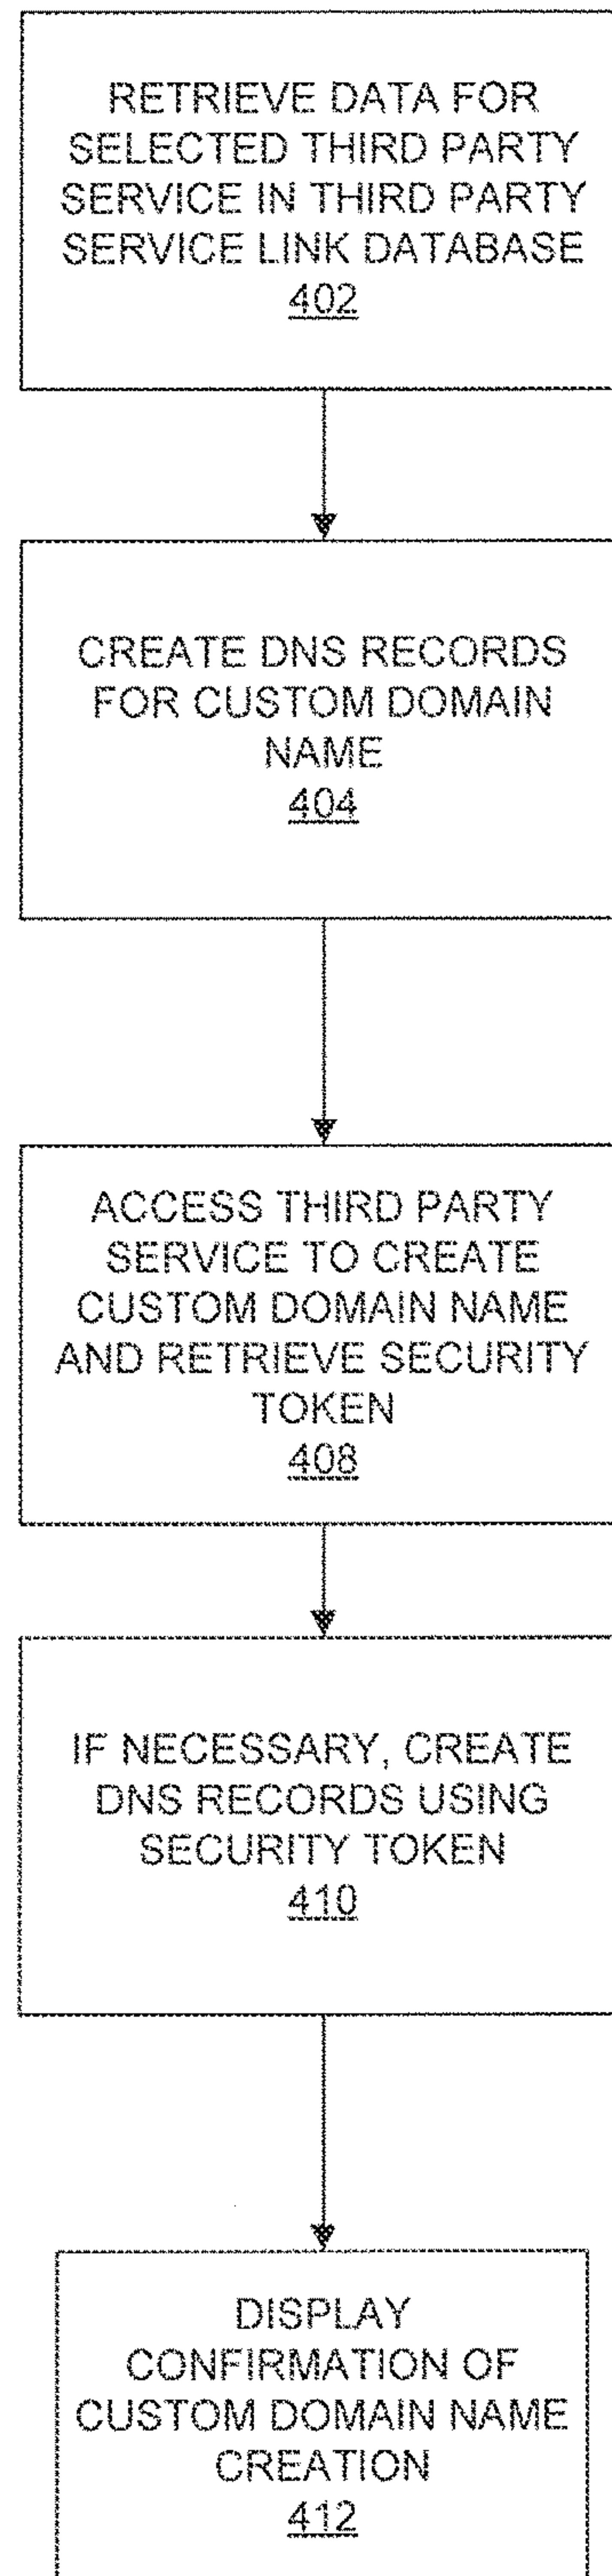 RETRIEVE DATA FOR
SELECTED THIRD PARTY
SERVICE IN THIRD PARTY
SERVICE LINK DATABASE
402
CREATE DNS RECORDS
FOR CUSTOM DOMAIN
NAME
404
ACCESS THIRD PARTY
SERVICE TO CREATE
CUSTOM DOMAIN NAME
AND RETRIEVE SECURITY
TOKEN
408
IF NECESSARY, CREATE
DNS RECORDS USING
SECURITY TOKEN
410
DISPLAY
CONFIRMATION OF
CUSTOM DOMAIN NAME
CREATION
412